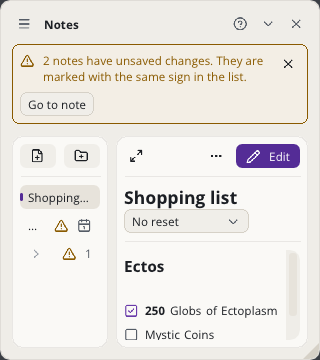 Notes
2 notes have unsaved changes. They are
marked with the same sign in the list.
Go to note
Edit
Shopping...
...
1
Shopping list
No reset
Ectos
250 Globs of Ectoplasm
Mystic Coins